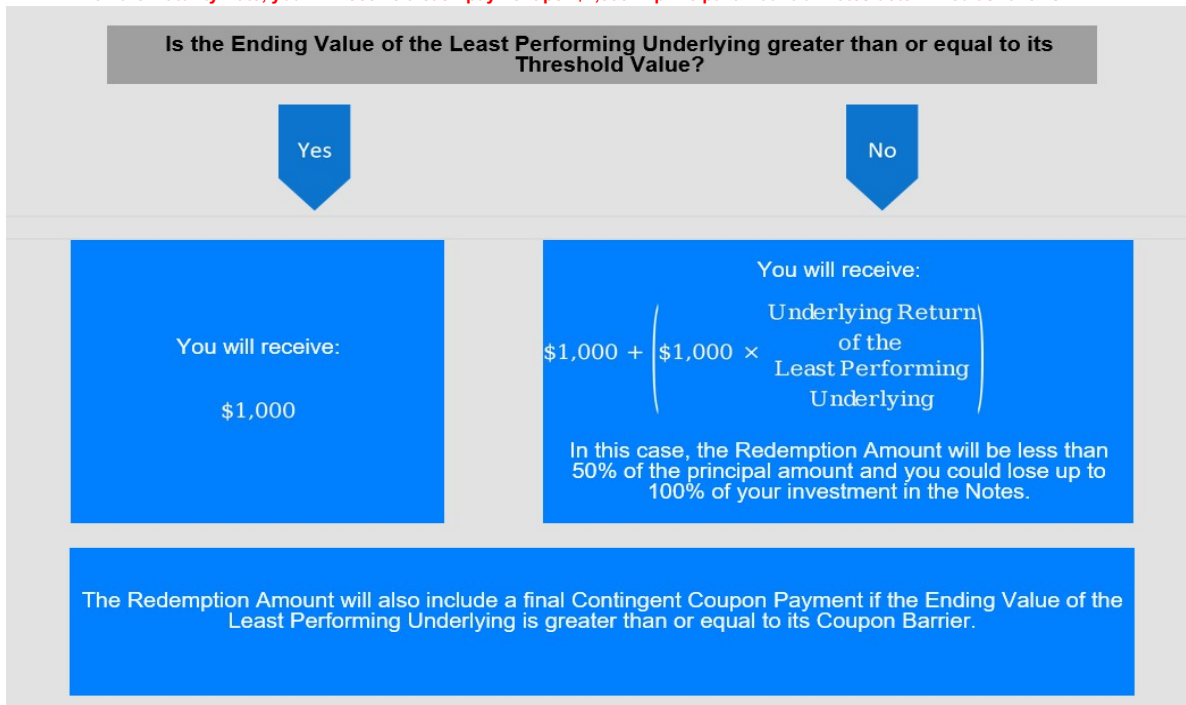 Is the Ending Value of the Least Performing Underlying greater than or equal to its
Threshold Value?
Yes
No
You will receive:
$1,000
You will receive:
$1,000 + ($1,000 × Underlying Return
of the
Least Performing
Underlying)
In this case, the Redemption Amount will be less than
50% of the principal amount and you could lose up to
100% of your investment in the Notes.
The Redemption Amount will also include a final Contingent Coupon Payment if the Ending Value of the
Least Performing Underlying is greater than or equal to its Coupon Barrier.